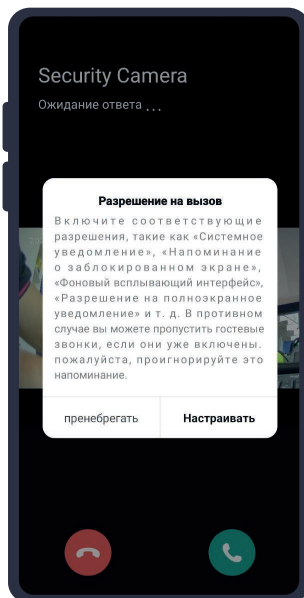 Security Camera
Ожидание ответа ...
Разрешение на вызов
Включите соответствующие
разрешения, такие как «Системное
уведомление», «Напоминание
о заблокированном экране»,
«Фоновый всплывающий интерфейс»,
«Разрешение на полноэкранное
уведомление» и т. д. В противном
случае вы можете пропустить гостевые
звонки, если они уже включены.
пожалуйста, проигнорируйте это
напоминание.
пренебрегать Настраивать